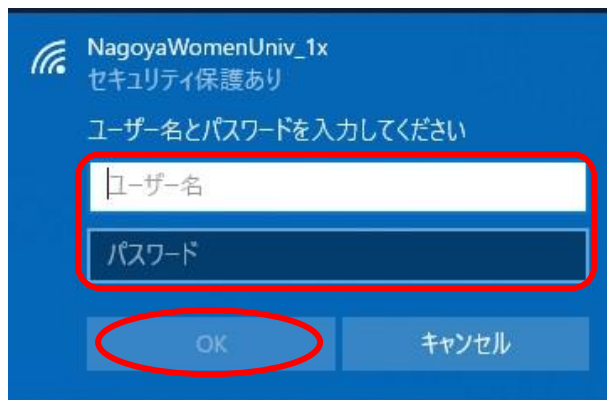 NagoyaWomenUniv_1x
セキュリティ保護あり
ユーザー名とパスワードを入力してください
ユーザー名
パスワード
OK キャンセル